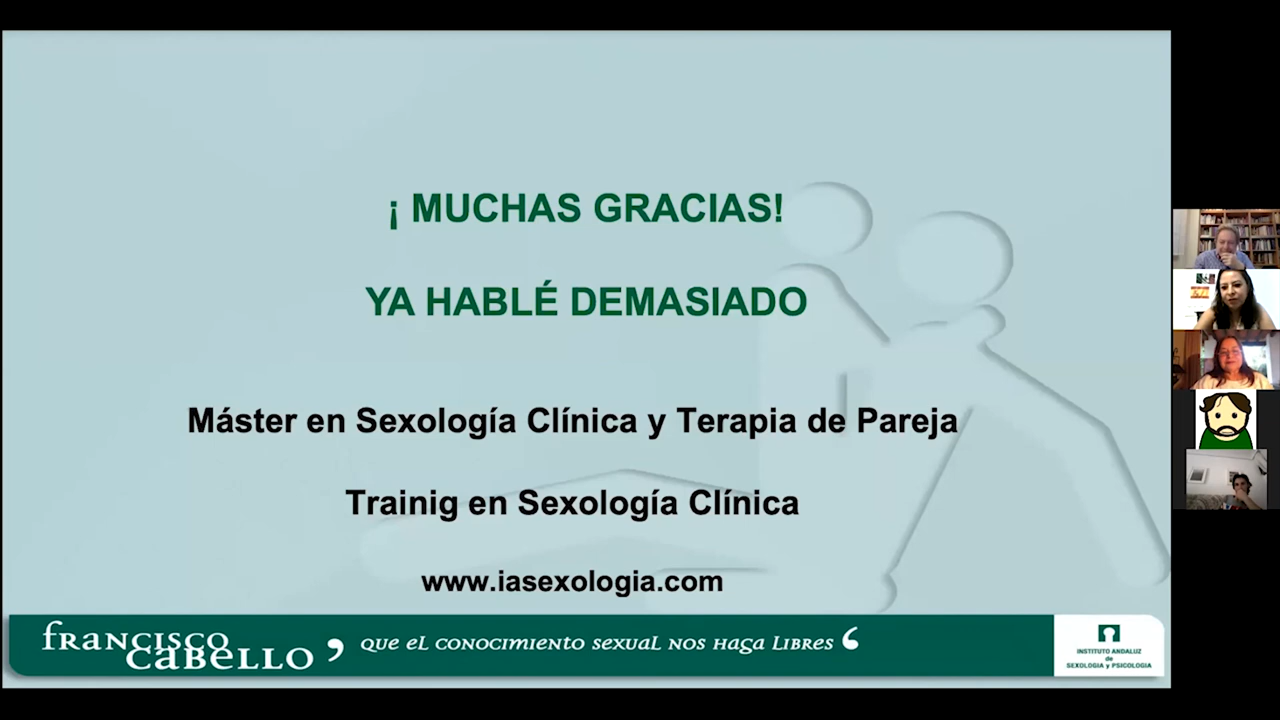 ¡ MUCHAS GRACIAS!
YA HABLÉ DEMASIADO
Máster en Sexología Clínica y Terapia de Pareja
Trainig en Sexología Clínica
www.iasexologia.com
francisco
cabello
, que el conocimiento sexual nos haga libres ‘
INSTITUTO ANDALUZ
de
SEXOLOGIA y PSICOLOGIA